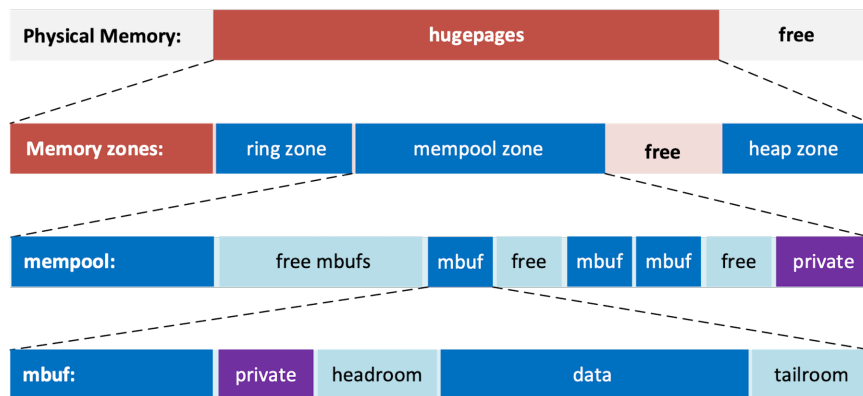 Physical Memory: hugepages free
Memory zones: ring zone mempool zone free heap zone
mempool: free mbufs mbuf free mbuf mbuf free private
mbuf: private headroom data tailroom